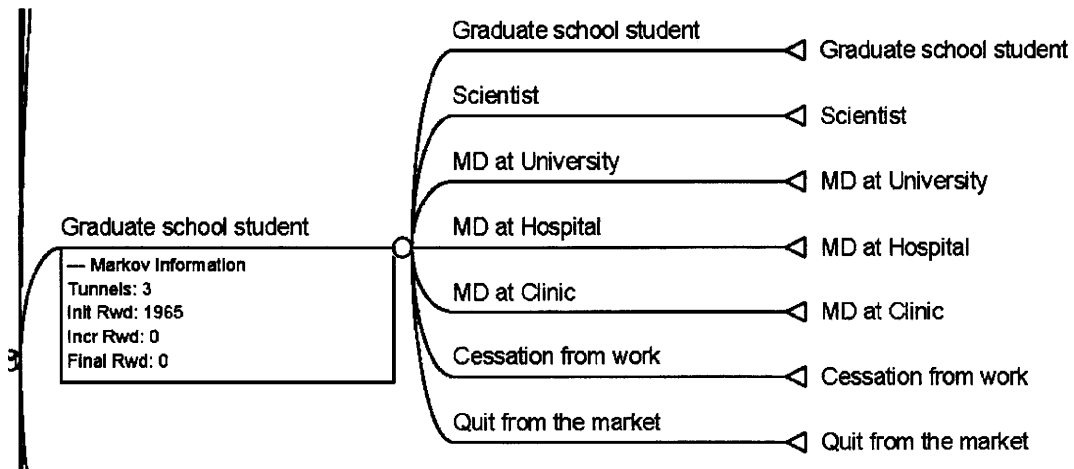 Graduate school student
Graduate school student
Scientist
Scientist
MD at University
MD at University
Graduate school student
— Markov Information
Tunnels: 3
Init Rwd: 1965
Incr Rwd: 0
Final Rwd: 0
MD at Hospital
MD at Hospital
MD at Clinic
MD at Clinic
Cessation from work
Cessation from work
Quit from the market
Quit from the market